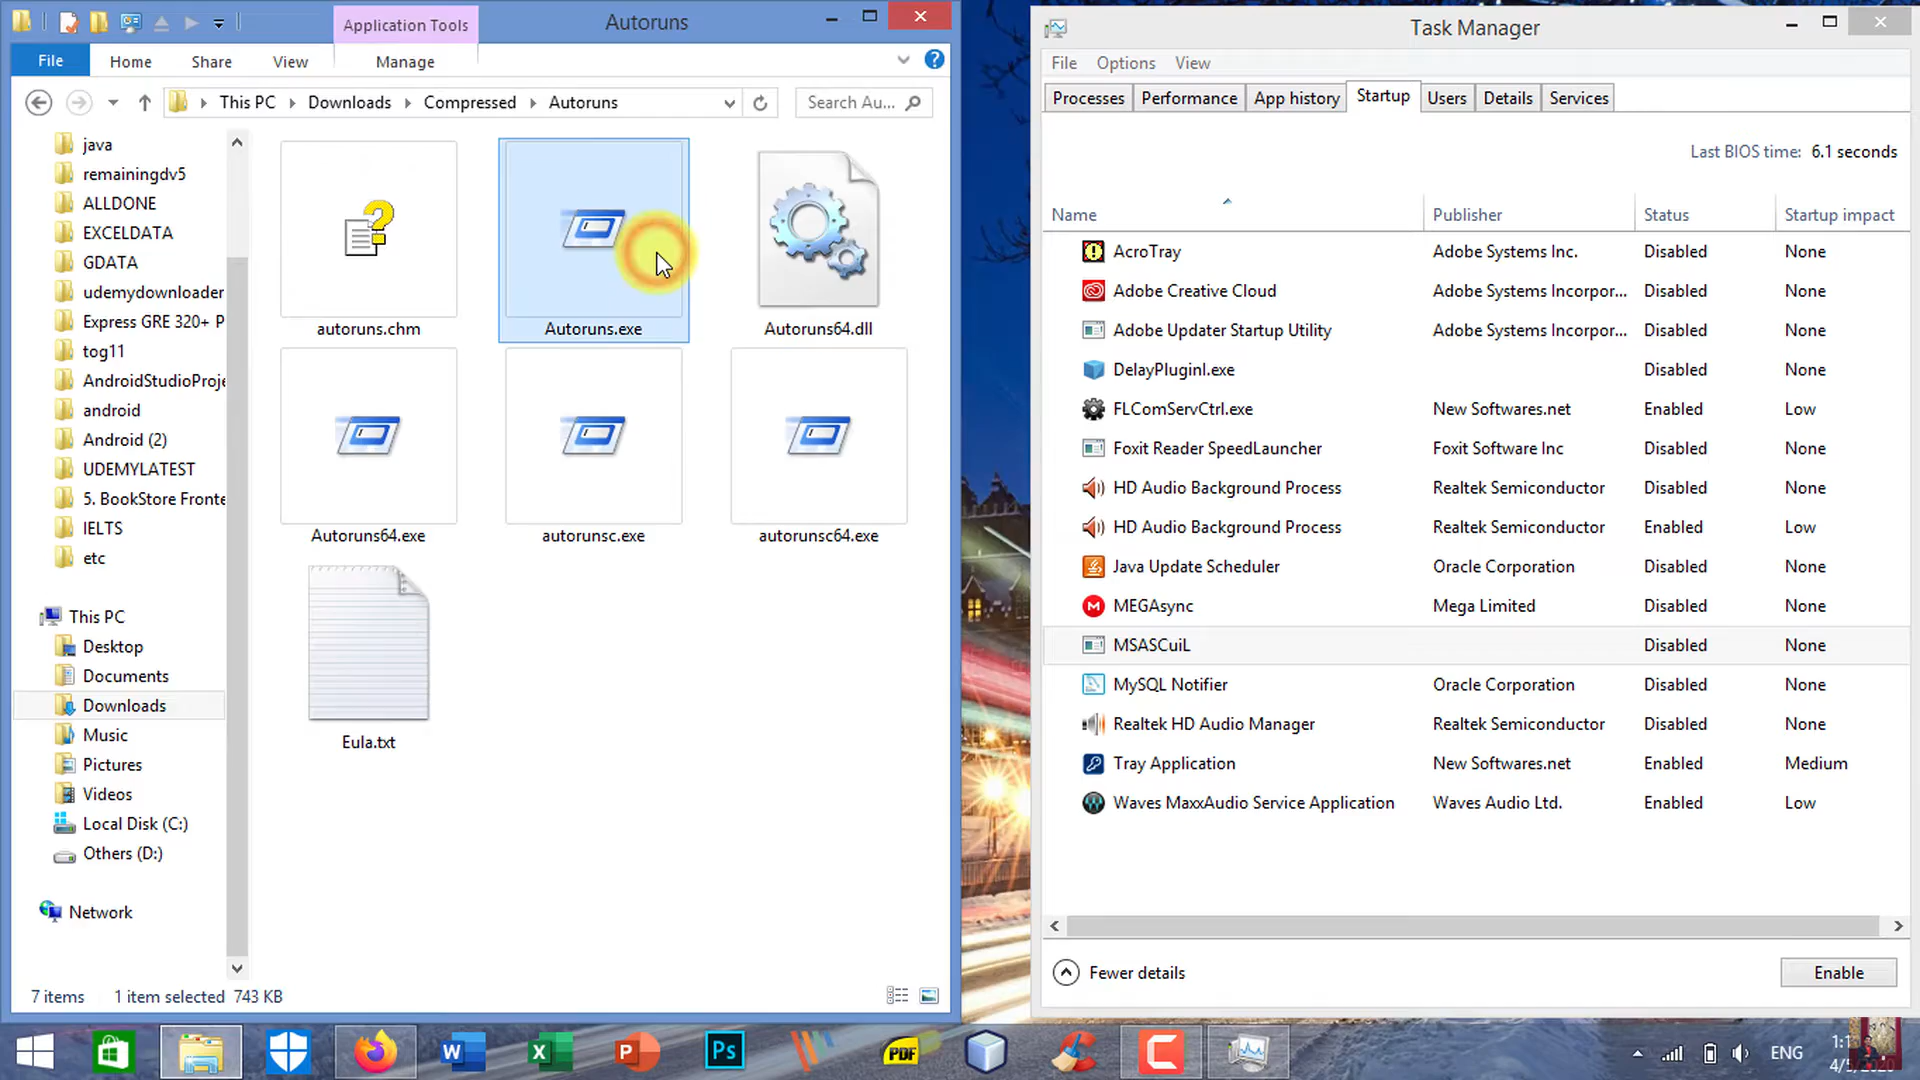 Application Tools
Autoruns
File
Home
Share
View
Manage
This PC
Downloads
Compressed
Autoruns
Search Au...
java
remainingdv5
ALLDONE
EXCELDATA
GDATA
udemydownloader
Express GRE 320+ P
tog11
AndroidStudioProje
android
Android (2)
UDEMYLATEST
5. BookStore Fronte
IELTS
etc
This PC
Desktop
Documents
Downloads
Music
Pictures
Videos
Local Disk (C:)
Others (D:)
Network
autoruns.chm
Autoruns.exe
Autoruns64.dll
Autoruns64.exe
autorunsc.exe
autorunsc64.exe
Eula.txt
7 items
1 item selected 743 KB
Task Manager
File
Options
View
Processes
Performance
App history
Startup
Users
Details
Services
Last BIOS time: 6.1 seconds
Name Publisher Status Startup impact
AcroTray Adobe Systems Inc. Disabled None
Adobe Creative Cloud Adobe Systems Incorpor... Disabled None
Adobe Updater Startup Utility Adobe Systems Incorpor... Disabled None
DelayPluginI.exe Disabled None
FLComServCtrl.exe New Softwares.net Enabled Low
Foxit Reader SpeedLauncher Foxit Software Inc Disabled None
HD Audio Background Process Realtek Semiconductor Disabled None
HD Audio Background Process Realtek Semiconductor Enabled Low
Java Update Scheduler Oracle Corporation Disabled None
MEGAsync Mega Limited Disabled None
MSASCuiL Disabled None
MySQL Notifier Oracle Corporation Disabled None
Realtek HD Audio Manager Realtek Semiconductor Disabled None
Tray Application New Softwares.net Enabled Medium
Waves MaxxAudio Service Application Waves Audio Ltd. Enabled Low
Fewer details
Enable
W
X
P
Ps
PDF
ENG